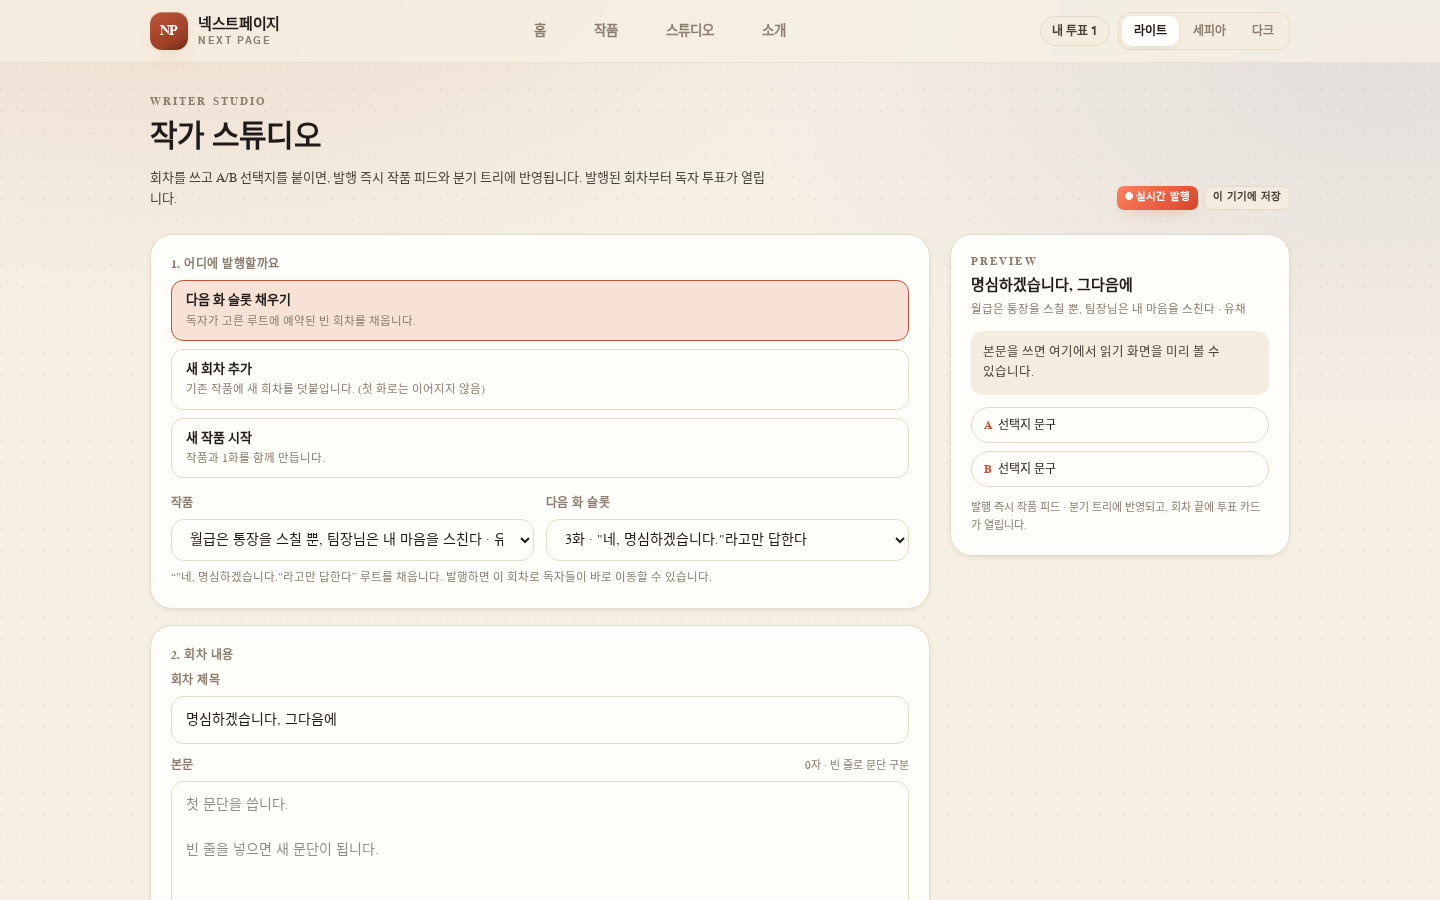 NP
넥스트페이지
NEXT PAGE
홈
작품
스튜디오
소개
내 투표 1
라이트
세피아
다크
WRITER STUDIO
작가 스튜디오
회차를 쓰고 A/B 선택지를 붙이면, 발행 즉시 작품 피드와 분기 트리에 반영됩니다. 발행된 회차부터 독자 투표가 열립
니다.
실시간 발행
이 기기에 저장
1. 어디에 발행할까요
다음 화 슬롯 채우기
독자가 고른 루트에 예약된 빈 회차를 채웁니다.
새 회차 추가
기존 작품에 새 회차를 덧붙입니다. (첫 화로는 이어지지 않음)
새 작품 시작
작품과 1화를 함께 만듭니다.
작품
다음 화 슬롯
월급은 통장을 스칠 뿐, 팀장님은 내 마음을 스친다 · 유
3화 · "네, 명심하겠습니다."라고만 답한다
“"네, 명심하겠습니다."라고만 답한다” 루트를 채웁니다. 발행하면 이 회차로 독자들이 바로 이동할 수 있습니다.
2. 회차 내용
회차 제목
명심하겠습니다, 그다음에
본문
0자 · 빈 줄로 문단 구분
첫 문단을 씁니다.
빈 줄을 넣으면 새 문단이 됩니다.
PREVIEW
명심하겠습니다, 그다음에
월급은 통장을 스칠 뿐, 팀장님은 내 마음을 스친다 · 유채
본문을 쓰면 여기에서 읽기 화면을 미리 볼 수
있습니다.
A 선택지 문구
B 선택지 문구
발행 즉시 작품 피드 · 분기 트리에 반영되고, 회차 끝에 투표 카드
가 열립니다.